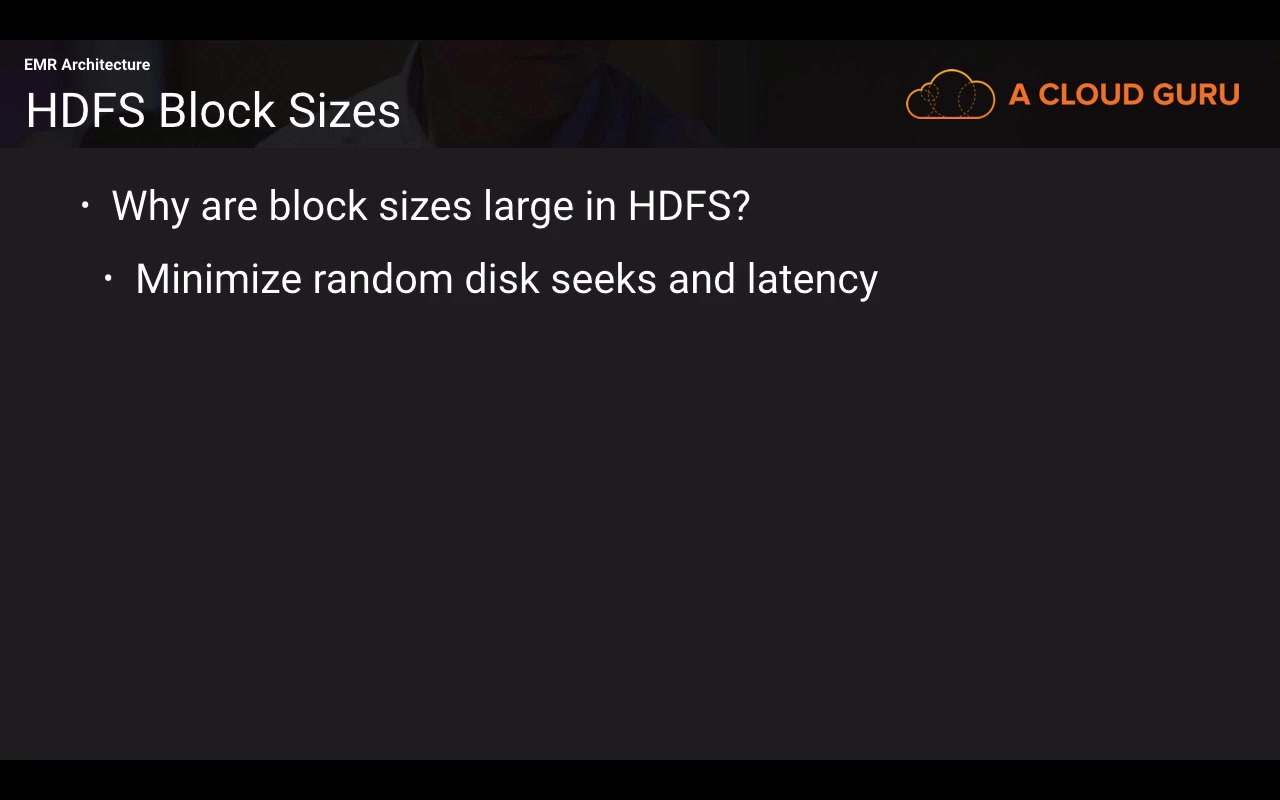 EMR Architecture
HDFS Block Sizes
A CLOUD GURU
· Why are block sizes large in HDFS?
· Minimize random disk seeks and latency